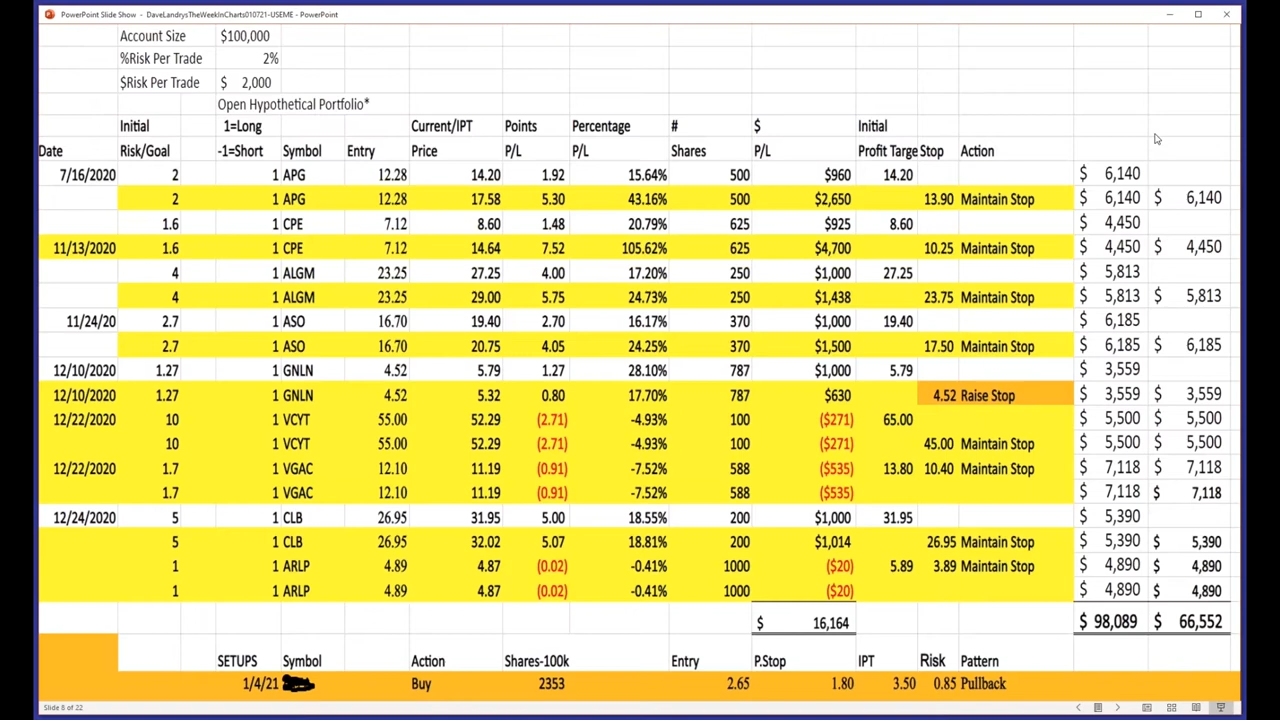 PowerPoint Slide Show - DaveLandrysTheWeekInCharts010721-USEME - PowerPoint
Account Size $100,000
%Risk Per Trade 2%
$Risk Per Trade $ 2,000
Open Hypothetical Portfolio*
Initial 1=Long Current/IPT Points Percentage # $ Initial
Date Risk/Goal -1=Short Symbol Entry Price P/L P/L Shares P/L Profit Targe Stop Action
7/16/2020 2 1 APG 12.28 14.20 1.92 15.64% 500 $960 14.20 $ 6,140
2 1 APG 12.28 17.58 5.30 43.16% 500 $2,650 13.90 Maintain Stop $ 6,140 $ 6,140
1.6 1 CPE 7.12 8.60 1.48 20.79% 625 $925 8.60 $ 4,450
11/13/2020 1.6 1 CPE 7.12 14.64 7.52 105.62% 625 $4,700 10.25 Maintain Stop $ 4,450 $ 4,450
4 1 ALGM 23.25 27.25 4.00 17.20% 250 $1,000 27.25 $ 5,813
4 1 ALGM 23.25 29.00 5.75 24.73% 250 $1,438 23.75 Maintain Stop $ 5,813 $ 5,813
11/24/20 2.7 1 ASO 16.70 19.40 2.70 16.17% 370 $1,000 19.40 $ 6,185
2.7 1 ASO 16.70 20.75 4.05 24.25% 370 $1,500 17.50 Maintain Stop $ 6,185 $ 6,185
12/10/2020 1.27 1 GNLN 4.52 5.79 1.27 28.10% 787 $1,000 5.79 $ 3,559
12/10/2020 1.27 1 GNLN 4.52 5.32 0.80 17.70% 787 $630 4.52 Raise Stop $ 3,559 $ 3,559
12/22/2020 10 1 VCYT 55.00 52.29 (2.71) -4.93% 100 ($271) 65.00 $ 5,500 $ 5,500
10 1 VCYT 55.00 52.29 (2.71) -4.93% 100 ($271) 45.00 Maintain Stop $ 5,500 $ 5,500
12/22/2020 1.7 1 VGAC 12.10 11.19 (0.91) -7.52% 588 ($535) 13.80 10.40 Maintain Stop $ 7,118 $ 7,118
1.7 1 VGAC 12.10 11.19 (0.91) -7.52% 588 ($535) $ 7,118 $ 7,118
12/24/2020 5 1 CLB 26.95 31.95 5.00 18.55% 200 $1,000 31.95 $ 5,390
5 1 CLB 26.95 32.02 5.07 18.81% 200 $1,014 26.95 Maintain Stop $ 5,390 $ 5,390
1 1 ARLP 4.89 4.87 (0.02) -0.41% 1000 ($20) 5.89 3.89 Maintain Stop $ 4,890 $ 4,890
1 1 ARLP 4.89 4.87 (0.02) -0.41% 1000 ($20) $ 4,890 $ 4,890
$ 16,164 $ 98,089 $ 66,552
SETUPS Symbol Action Shares-100k Entry P.Stop IPT Risk Pattern
1/4/21 Buy 2353 2.65 1.80 3.50 0.85 Pullback
Slide 8 of 22